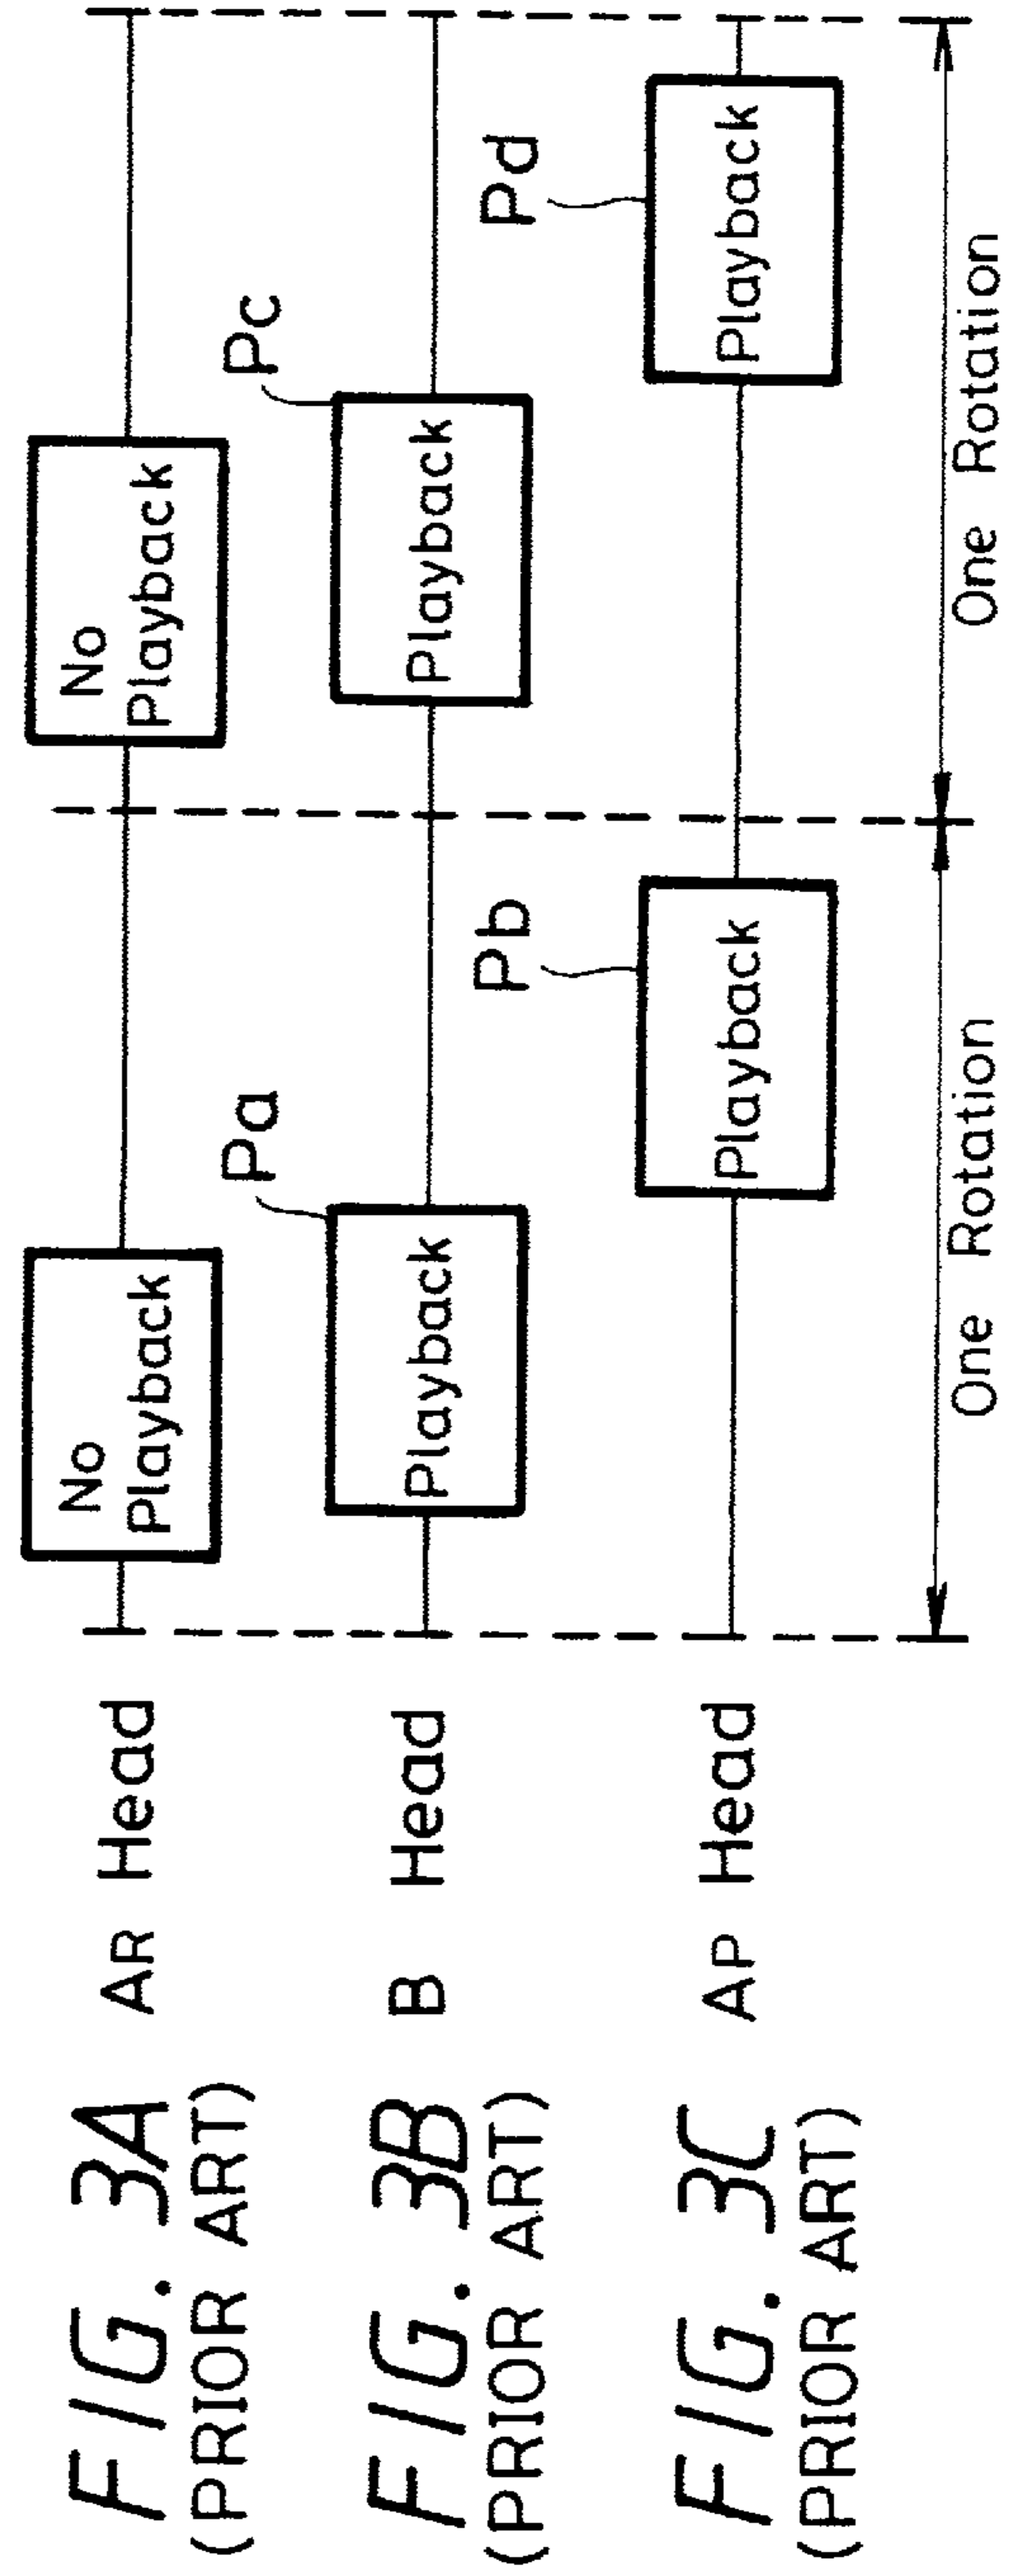 FIG. 3A AR Head
(PRIOR ART)
No
Playback
No
Playback
FIG. 3B B Head
(PRIOR ART)
Pa
Playback
Pc
Playback
FIG. 3C AP Head
(PRIOR ART)
Pb
Playback
Pd
Playback
One Rotation
One Rotation